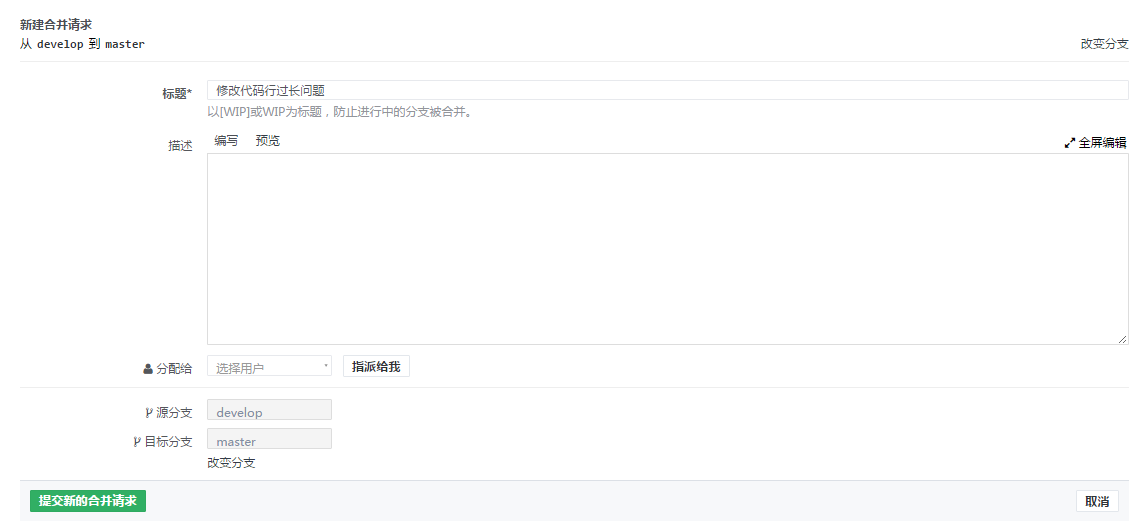 新建合并请求
从 develop 到 master
改变分支
标题*
修改代码行过长问题
以[WIP]或WIP为标题，防止进行中的分支被合并。
描述
编写 预览
全屏编辑
分配给
选择用户
指派给我
源分支
develop
目标分支
master
改变分支
提交新的合并请求
取消